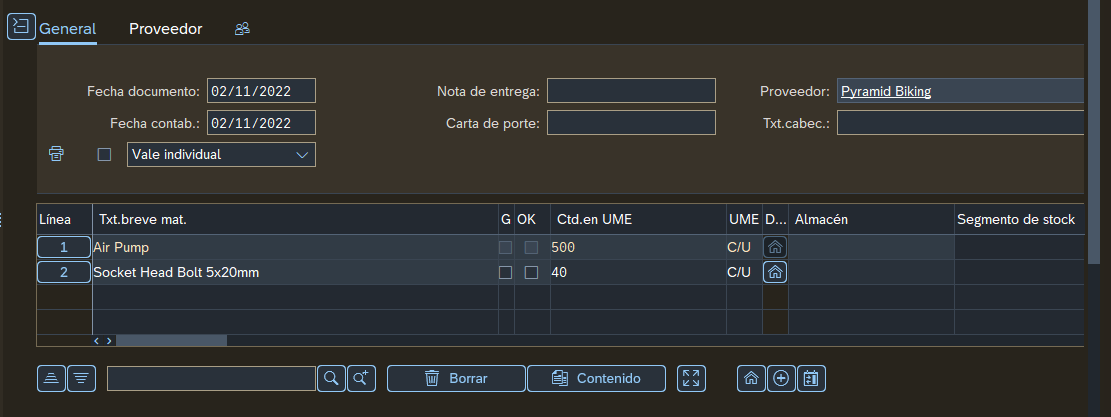 General Proveedor
Fecha documento: 02/11/2022 Nota de entrega: Proveedor: Pyramid Biking
Fecha contab.: 02/11/2022 Carta de porte: Txt.cabec.:
Vale individual
Línea Txt.breve mat. G OK Ctd.en UME UME D... Almacén Segmento de stock
1 Air Pump 500 C/U
2 Socket Head Bolt 5x20mm 40 C/U
Borrar Contenido